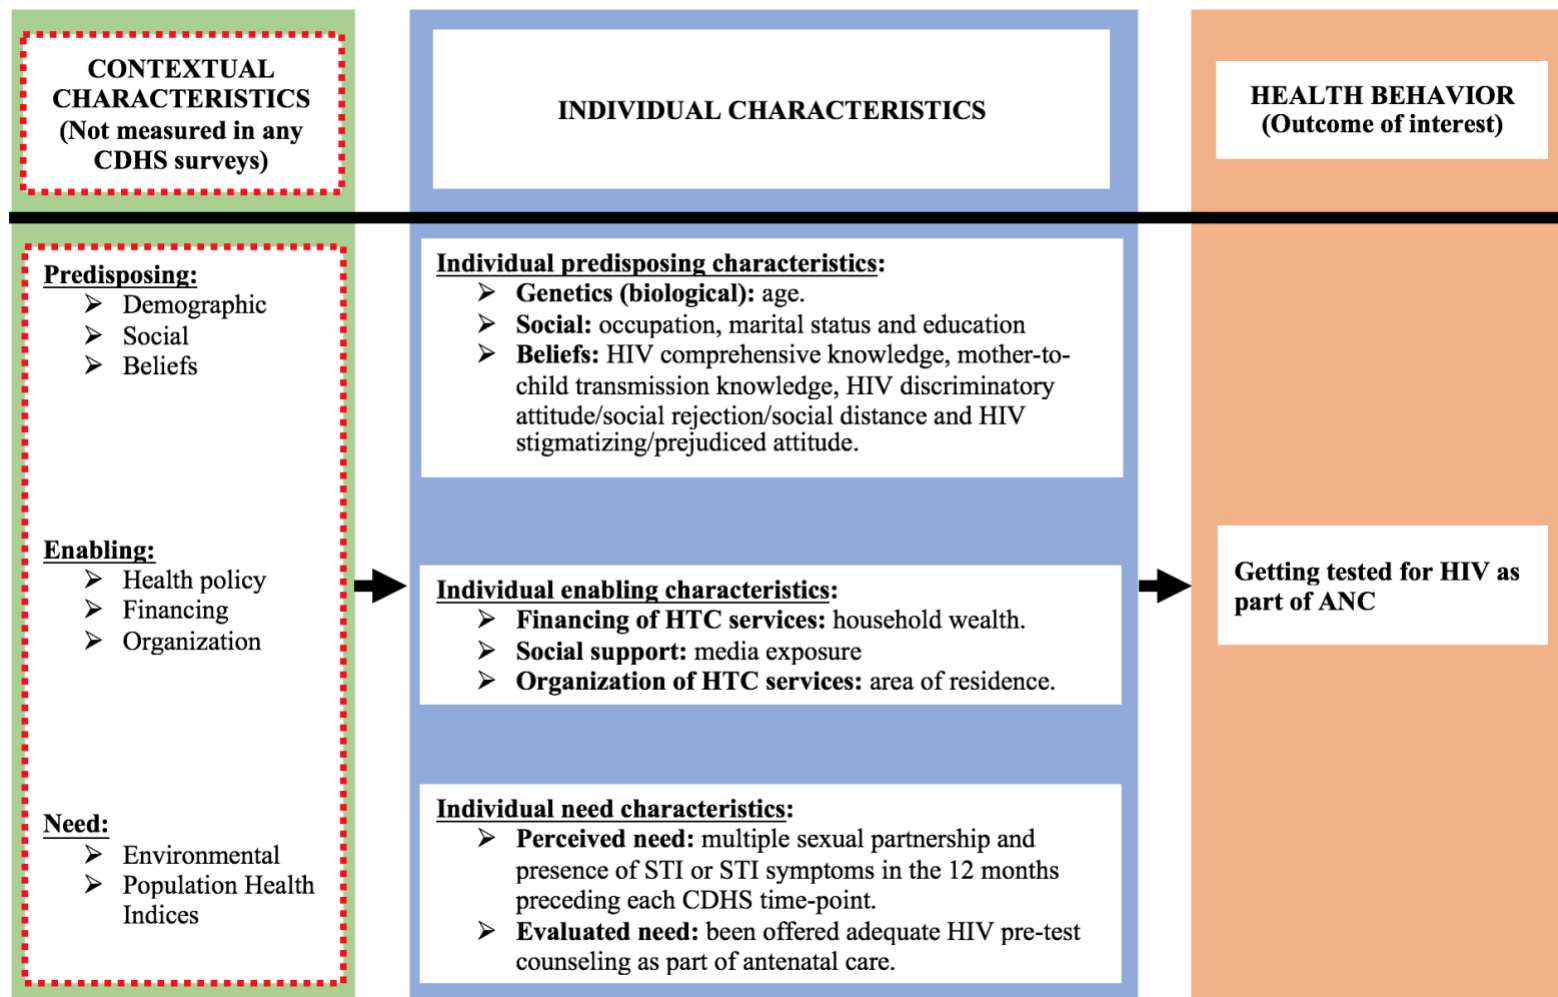 CONTEXTUAL
CHARACTERISTICS
(Not measured in any
CDHS surveys)
INDIVIDUAL CHARACTERISTICS
HEALTH BEHAVIOR
(Outcome of interest)
Predisposing:
➢ Demographic
➢ Social
➢ Beliefs
Enabling:
➢ Health policy
➢ Financing
➢ Organization
Need:
➢ Environmental
➢ Population Health
Indices
Individual predisposing characteristics:
➢ Genetics (biological): age.
➢ Social: occupation, marital status and education
➢ Beliefs: HIV comprehensive knowledge, mother-to-
child transmission knowledge, HIV discriminatory
attitude/social rejection/social distance and HIV
stigmatizing/prejudiced attitude.
Individual enabling characteristics:
➢ Financing of HTC services: household wealth.
➢ Social support: media exposure
➢ Organization of HTC services: area of residence.
Individual need characteristics:
➢ Perceived need: multiple sexual partnership and
presence of STI or STI symptoms in the 12 months
preceding each CDHS time-point.
➢ Evaluated need: been offered adequate HIV pre-test
counseling as part of antenatal care.
Getting tested for HIV as
part of ANC